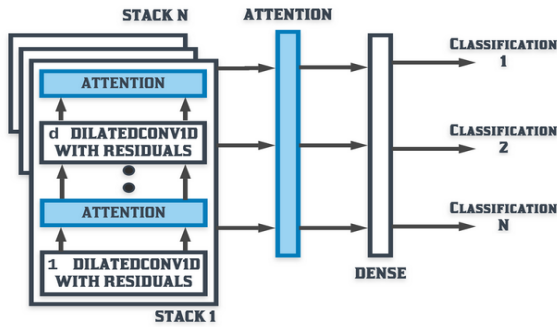 STACK N
ATTENTION
ATTENTION
d DILATEDCONV1D
WITH RESIDUALS
ATTENTION
1 DILATEDCONV1D
WITH RESIDUALS
STACK 1
DENSE
CLASSIFICATION
1
CLASSIFICATION
2
CLASSIFICATION
N